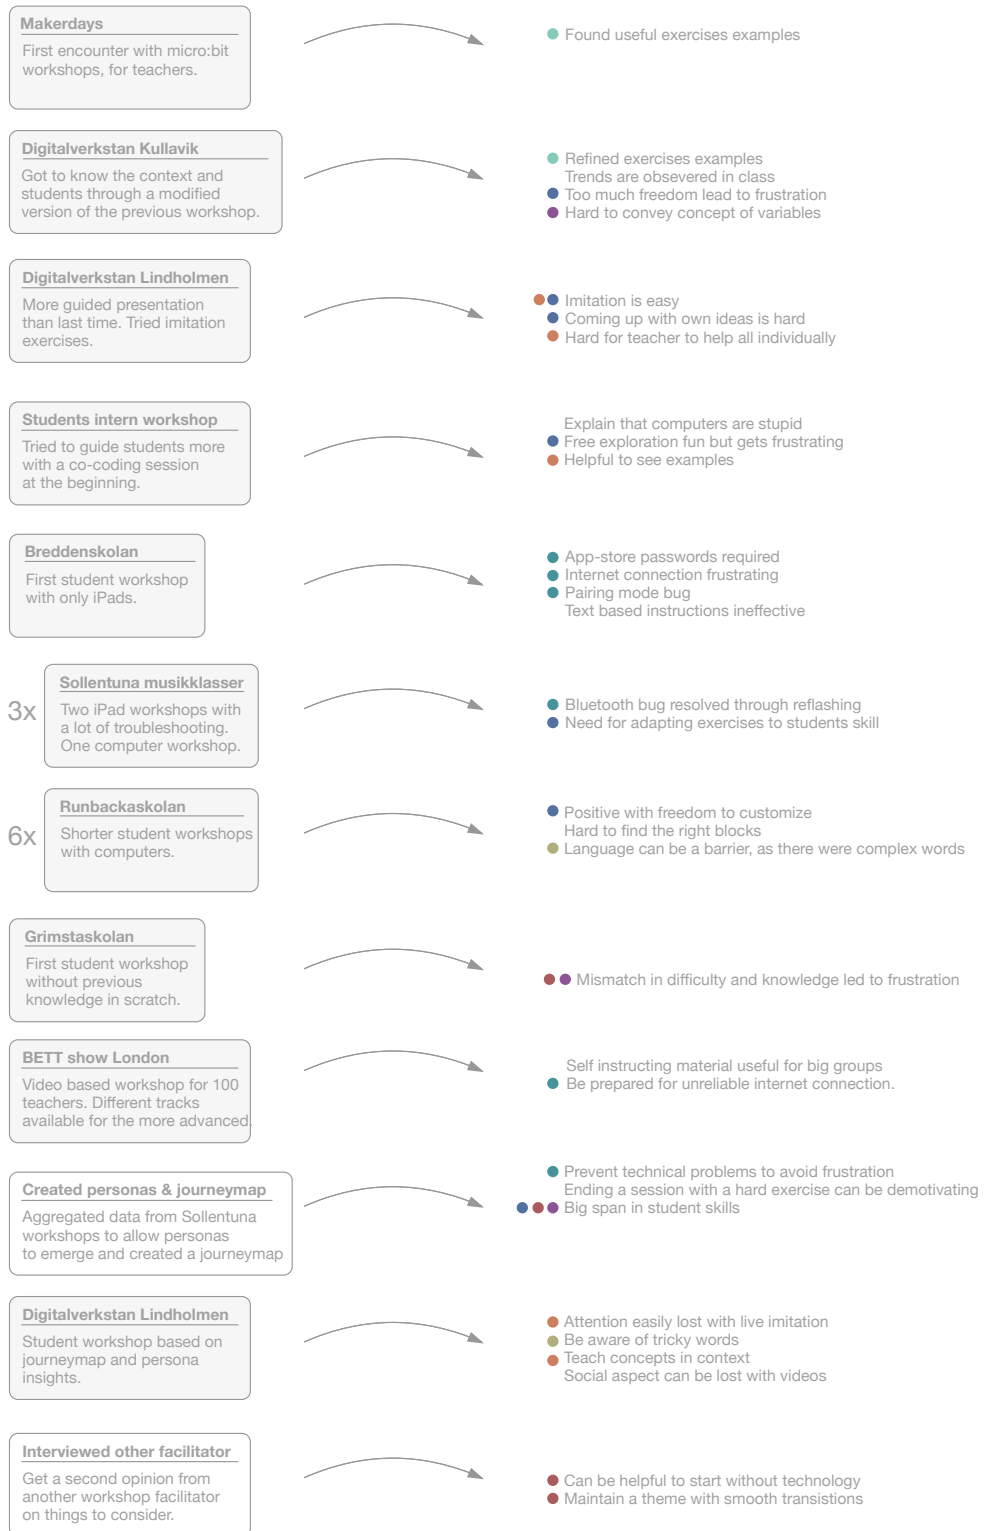 Makerdays
First encounter with micro:bit
workshops, for teachers.
Found useful exercises examples
Digitalverkstan Kullavik
Got to know the context and
students through a modified
version of the previous workshop.
Refined exercises examples
Trends are obsevered in class
Too much freedom lead to frustration
Hard to convey concept of variables
Digitalverkstan Lindholmen
More guided presentation
than last time. Tried imitation
exercises.
Imitation is easy
Coming up with own ideas is hard
Hard for teacher to help all individually
Students intern workshop
Tried to guide students more
with a co-coding session
at the beginning.
Explain that computers are stupid
Free exploration fun but gets frustrating
Helpful to see examples
Breddenskolan
First student workshop
with only iPads.
App-store passwords required
Internet connection frustrating
Pairing mode bug
Text based instructions ineffective
3x
Sollentuna musikklasser
Two iPad workshops with
a lot of troubleshooting.
One computer workshop.
Bluetooth bug resolved through reflashing
Need for adapting exercises to students skill
6x
Runbackaskolan
Shorter student workshops
with computers.
Positive with freedom to customize
Hard to find the right blocks
Language can be a barrier, as there were complex words
Grimstaskolan
First student workshop
without previous
knowledge in scratch.
Mismatch in difficulty and knowledge led to frustration
BETT show London
Video based workshop for 100
teachers. Different tracks
available for the more advanced.
Self instructing material useful for big groups
Be prepared for unreliable internet connection.
Created personas & journeymap
Aggregated data from Sollentuna
workshops to allow personas
to emerge and created a journeymap
Prevent technical problems to avoid frustration
Ending a session with a hard exercise can be demotivating
Big span in student skills
Digitalverkstan Lindholmen
Student workshop based on
journeymap and persona
insights.
Attention easily lost with live imitation
Be aware of tricky words
Teach concepts in context
Social aspect can be lost with videos
Interviewed other facilitator
Get a second opinion from
another workshop facilitator
on things to consider.
Can be helpful to start without technology
Maintain a theme with smooth transistions